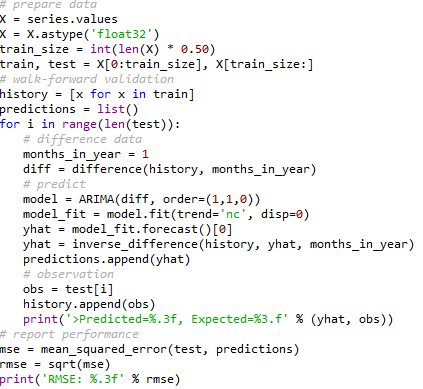 # prepare data
X = series.values
X = X.astype('float32')
train_size = int(len(X) * 0.50)
train, test = X[0:train_size], X[train_size:]
# walk-forward validation
history = [x for x in train]
predictions = list()
for i in range(len(test)):
    # difference data
    months_in_year = 1
    diff = difference(history, months_in_year)
    # predict
    model = ARIMA(diff, order=(1,1,0))
    model_fit = model.fit(trend='nc', disp=0)
    yhat = model_fit.forecast()[0]
    yhat = inverse_difference(history, yhat, months_in_year)
    predictions.append(yhat)
    # observation
    obs = test[i]
    history.append(obs)
    print('>Predicted=%.3f, Expected=%3.f' % (yhat, obs))
# report performance
mse = mean_squared_error(test, predictions)
rmse = sqrt(mse)
print('RMSE: %.3f' % rmse)